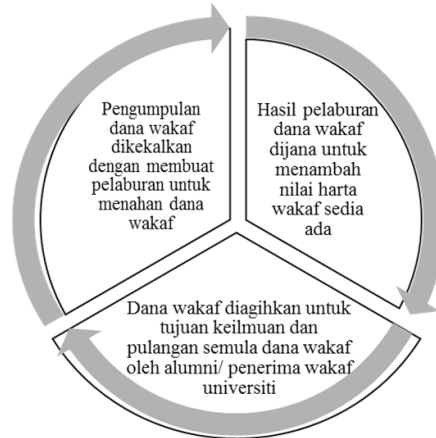 Pengumpulan
dana wakaf
dikekalkan
dengan membuat
pelaburan untuk
menahan dana
wakaf
Hasil pelaburan
dana wakaf
dijana untuk
menambah
nilai harta
wakaf sedia
ada
Dana wakaf diagihkan untuk
tujuan keilmuan dan
pulangan semula dana wakaf
oleh alumni/ penerima wakaf
universiti